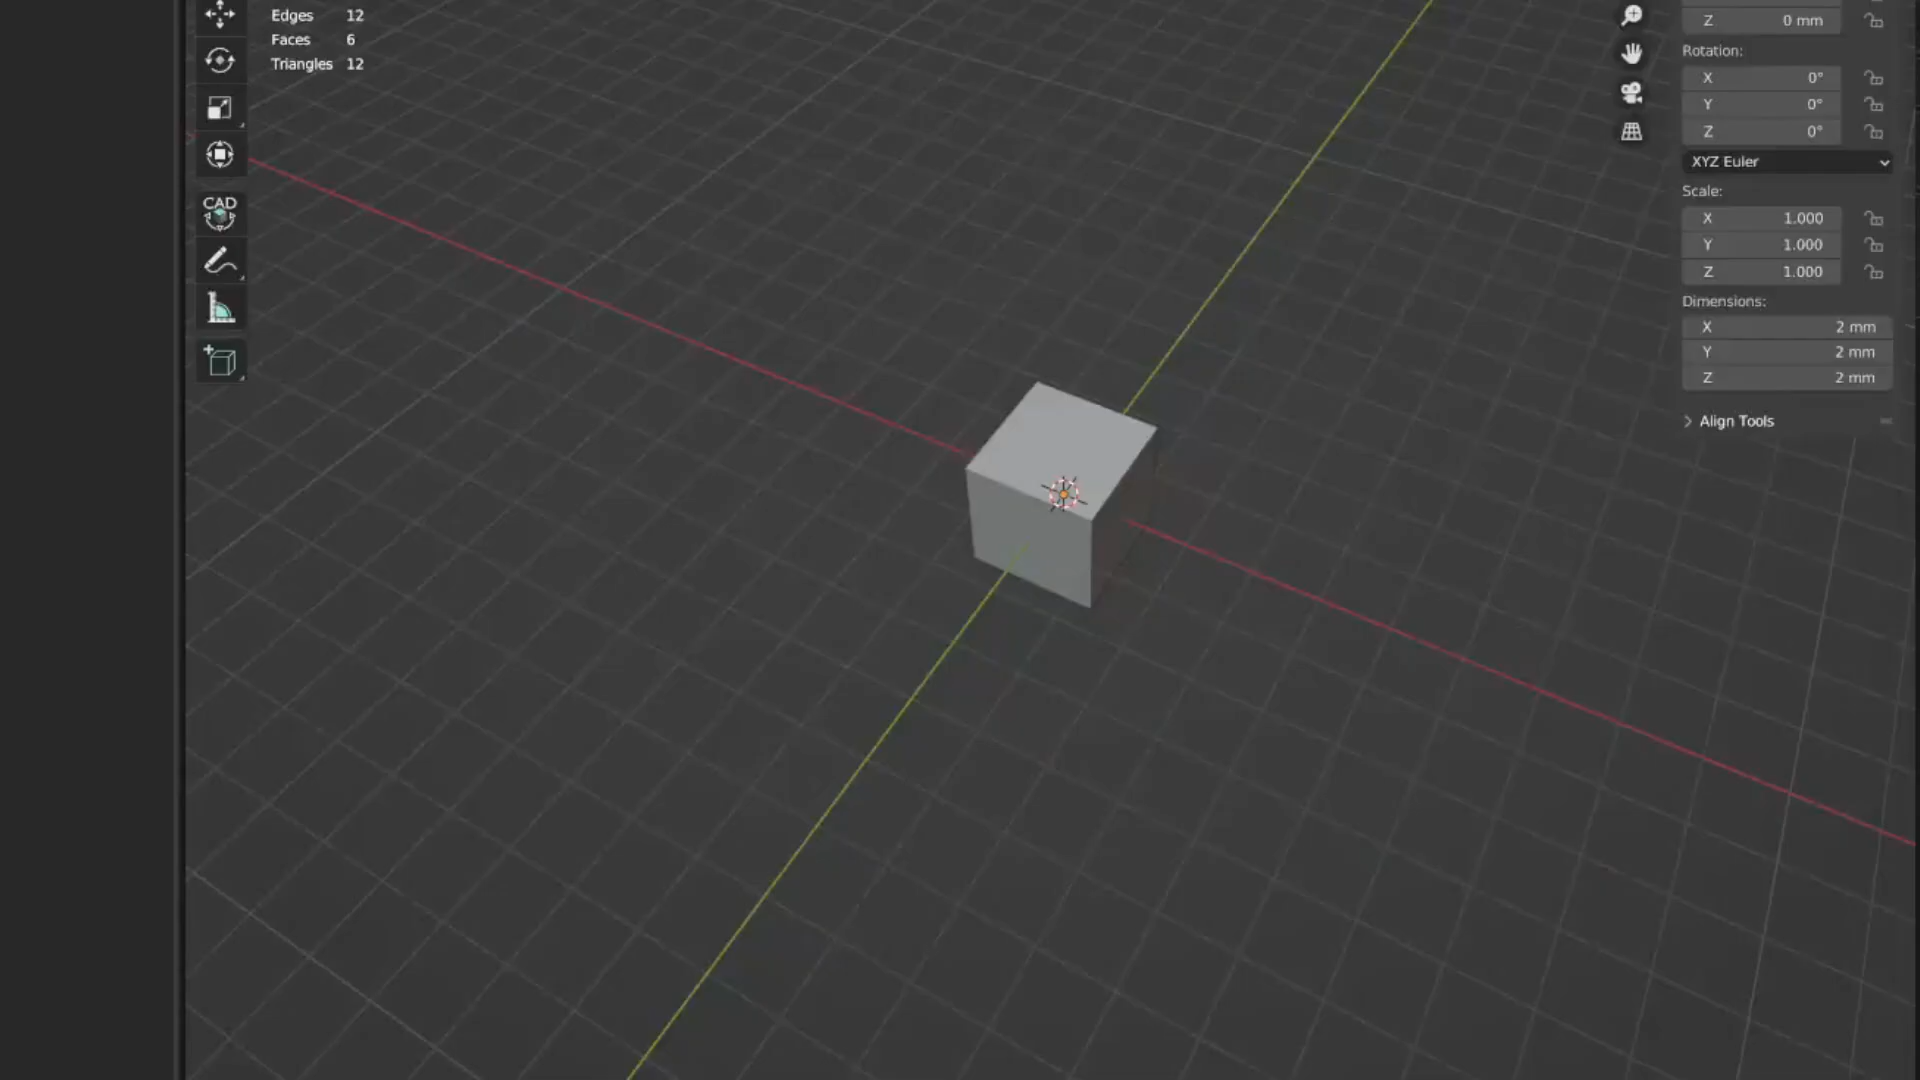 Edges 12
Faces 6
Triangles 12
CAD
Z 0 mm
Rotation:
X 0°
Y 0°
Z 0°
XYZ Euler
Scale:
X 1.000
Y 1.000
Z 1.000
Dimensions:
X 2 mm
Y 2 mm
Z 2 mm
Align Tools